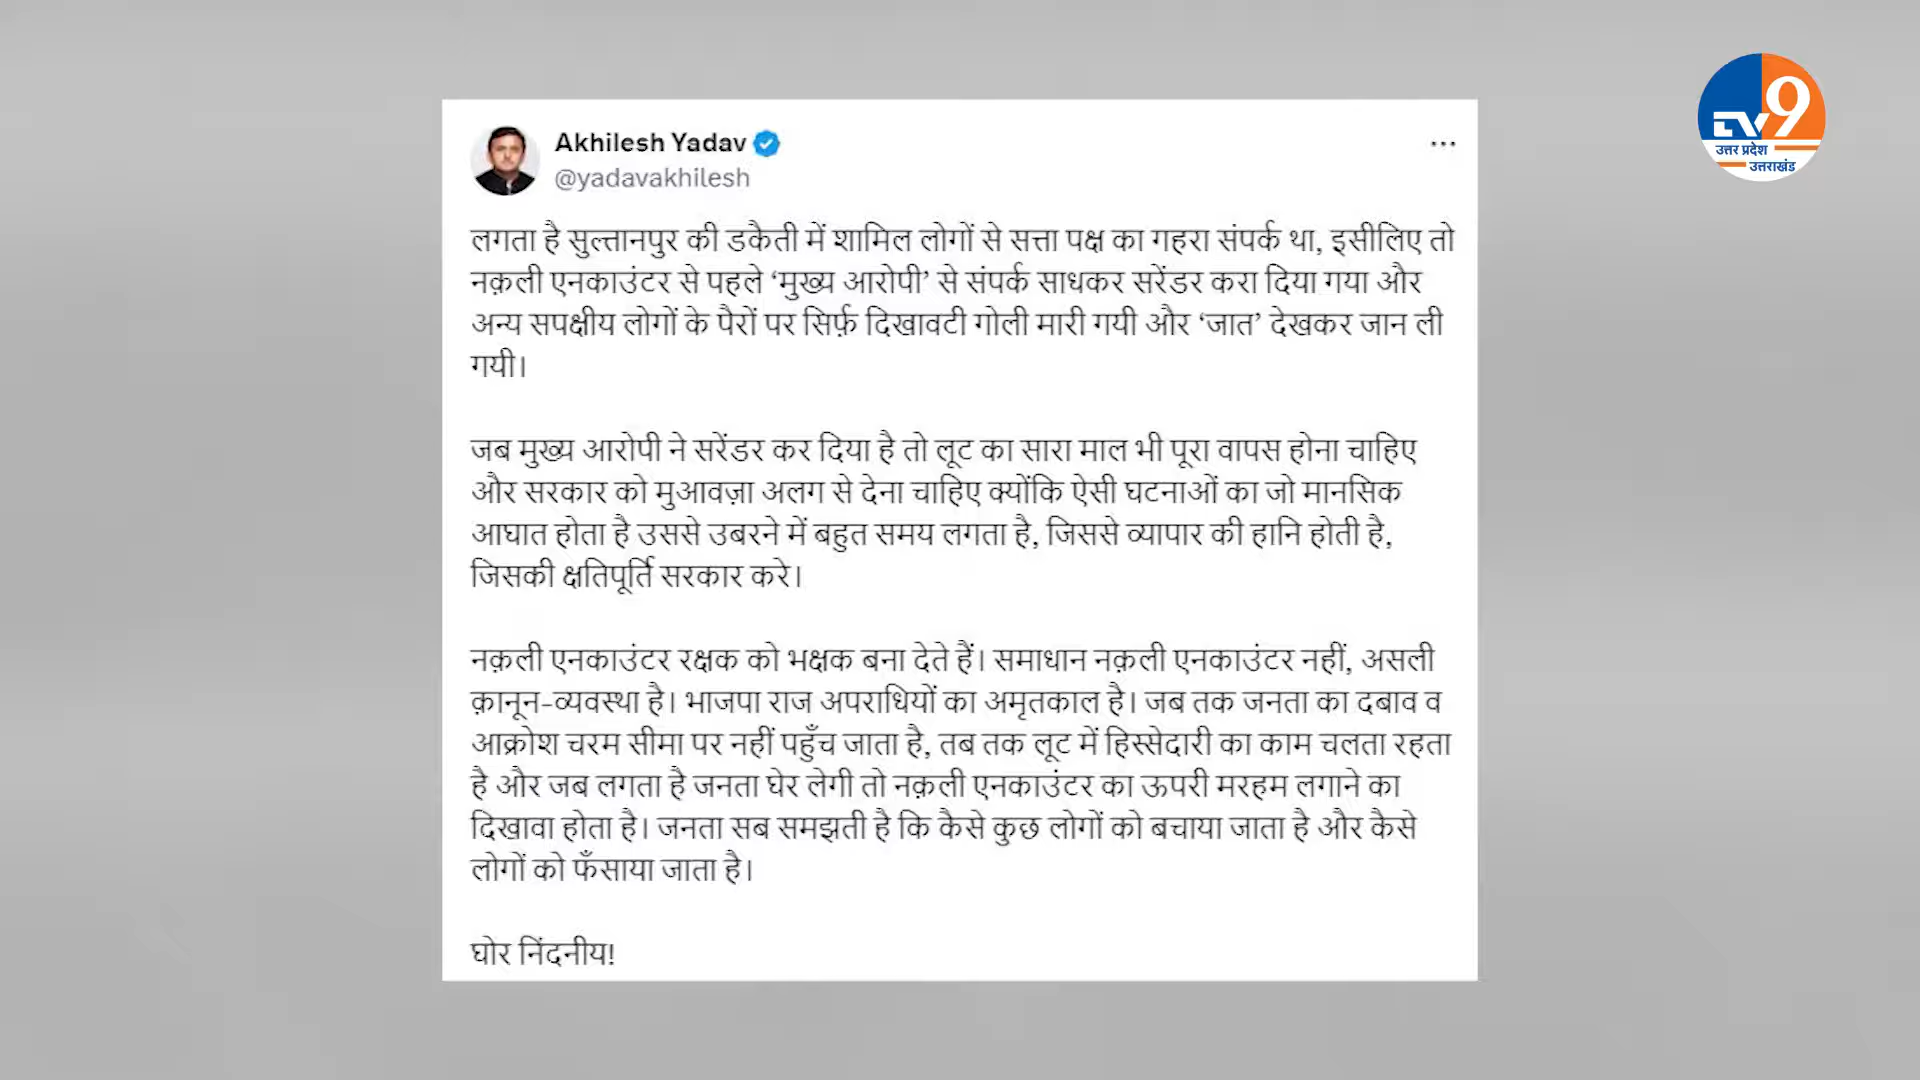 Akhilesh Yadav
@yadavakhilesh
TV9
उत्तर प्रदेश
उत्तराखंड
लगता है सुल्तानपुर की डकैती में शामिल लोगों से सत्ता पक्ष का गहरा संपर्क था, इसीलिए तो
नक़ली एनकाउंटर से पहले ‘मुख्य आरोपी’ से संपर्क साधकर सरेंडर करा दिया गया और
अन्य सपक्षीय लोगों के पैरों पर सिर्फ़ दिखावटी गोली मारी गयी और ‘जात’ देखकर जान ली
गयी।
जब मुख्य आरोपी ने सरेंडर कर दिया है तो लूट का सारा माल भी पूरा वापस होना चाहिए
और सरकार को मुआवज़ा अलग से देना चाहिए क्योंकि ऐसी घटनाओं का जो मानसिक
आघात होता है उससे उबरने में बहुत समय लगता है, जिससे व्यापार की हानि होती है,
जिसकी क्षतिपूर्ति सरकार करे।
नक़ली एनकाउंटर रक्षक को भक्षक बना देते हैं। समाधान नक़ली एनकाउंटर नहीं, असली
क़ानून-व्यवस्था है। भाजपा राज अपराधियों का अमृतकाल है। जब तक जनता का दबाव व
आक्रोश चरम सीमा पर नहीं पहुँच जाता है, तब तक लूट में हिस्सेदारी का काम चलता रहता
है और जब लगता है जनता घेर लेगी तो नक़ली एनकाउंटर का ऊपरी मरहम लगाने का
दिखावा होता है। जनता सब समझती है कि कैसे कुछ लोगों को बचाया जाता है और कैसे
लोगों को फँसाया जाता है।
घोर निंदनीय!